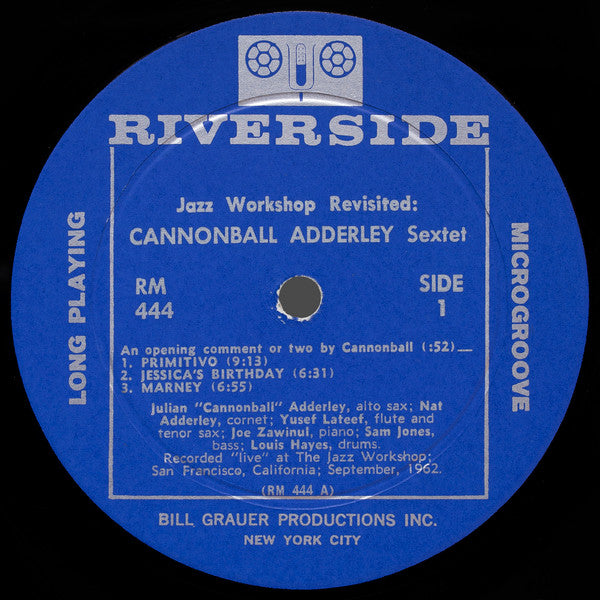 RIVERSIDE
Jazz Workshop Revisited:
CANNONBALL ADDERLEY Sextet
RM
444
SIDE
1
An opening comment or two by Cannonball (:52)
1. PRIMITIVO (9:13)
2. JESSICA'S BIRTHDAY (6:31)
3. MARNEY (6:55)
Julian "Cannonball" Adderley, alto sax; Nat
Adderley, cornet; Yusef Lateef, flute and
tenor sax; Joe Zawinul, piano; Sam Jones,
bass; Louis Hayes, drums.
Recorded "live" at The Jazz Workshop;
San Francisco, California; September, 1962.
(RM 444 A)
LONG PLAYING
MICROGROOVE
BILL GRAUER PRODUCTIONS INC.
NEW YORK CITY